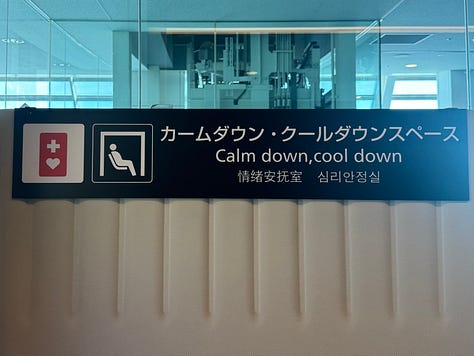 カームダウン・クールダウンスペース
Calm down,cool down
情绪安抚室　심리안정실